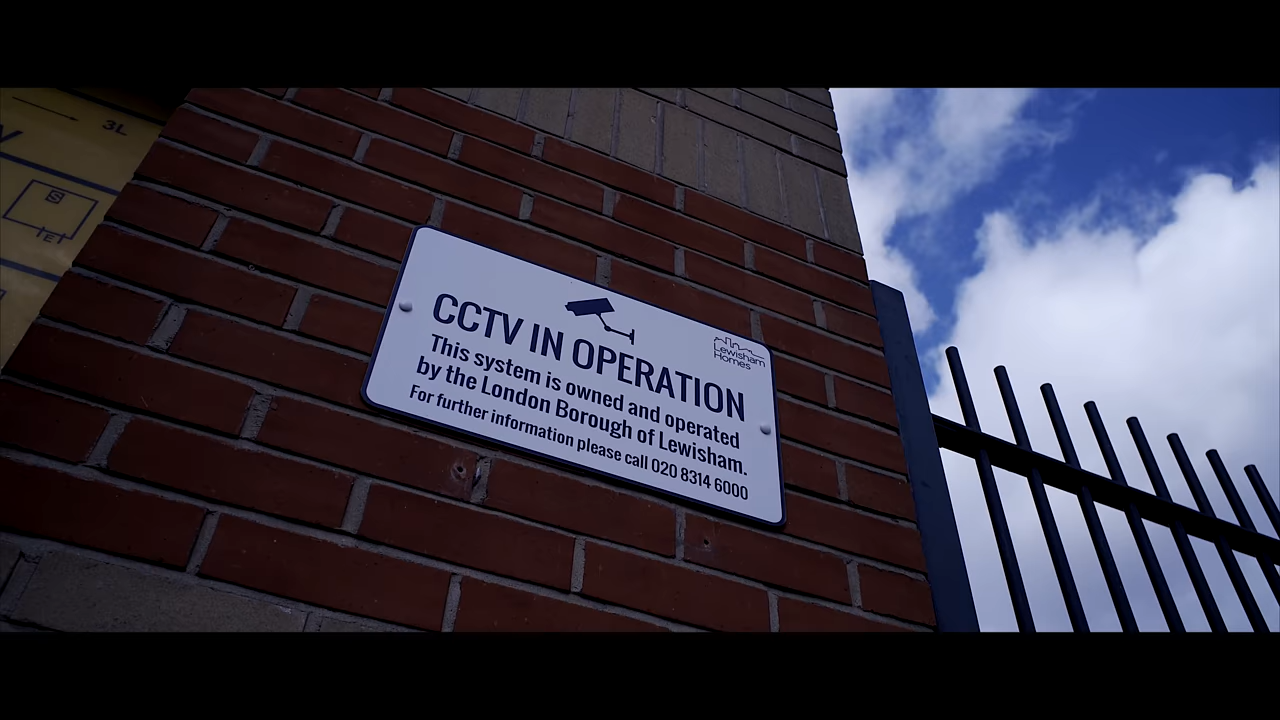 3L
S
E
CCTV IN OPERATION
Lewisham
Homes
This system is owned and operated
by the London Borough of Lewisham.
For further information please call 020 8314 6000